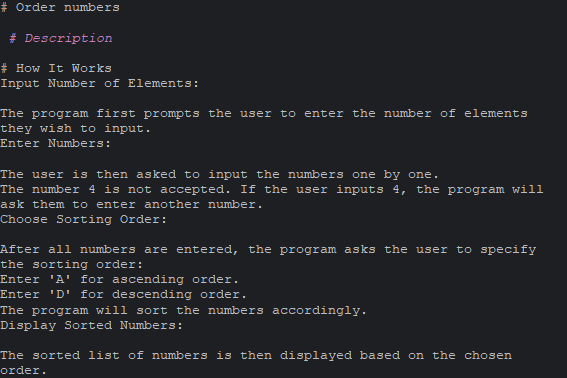 # Order numbers
# Description
# How It Works
Input Number of Elements:
The program first prompts the user to enter the number of elements
they wish to input.
Enter Numbers:
The user is then asked to input the numbers one by one.
The number 4 is not accepted. If the user inputs 4, the program will
ask them to enter another number.
Choose Sorting Order:
After all numbers are entered, the program asks the user to specify
the sorting order:
Enter 'A' for ascending order.
Enter 'D' for descending order.
The program will sort the numbers accordingly.
Display Sorted Numbers:
The sorted list of numbers is then displayed based on the chosen
order.